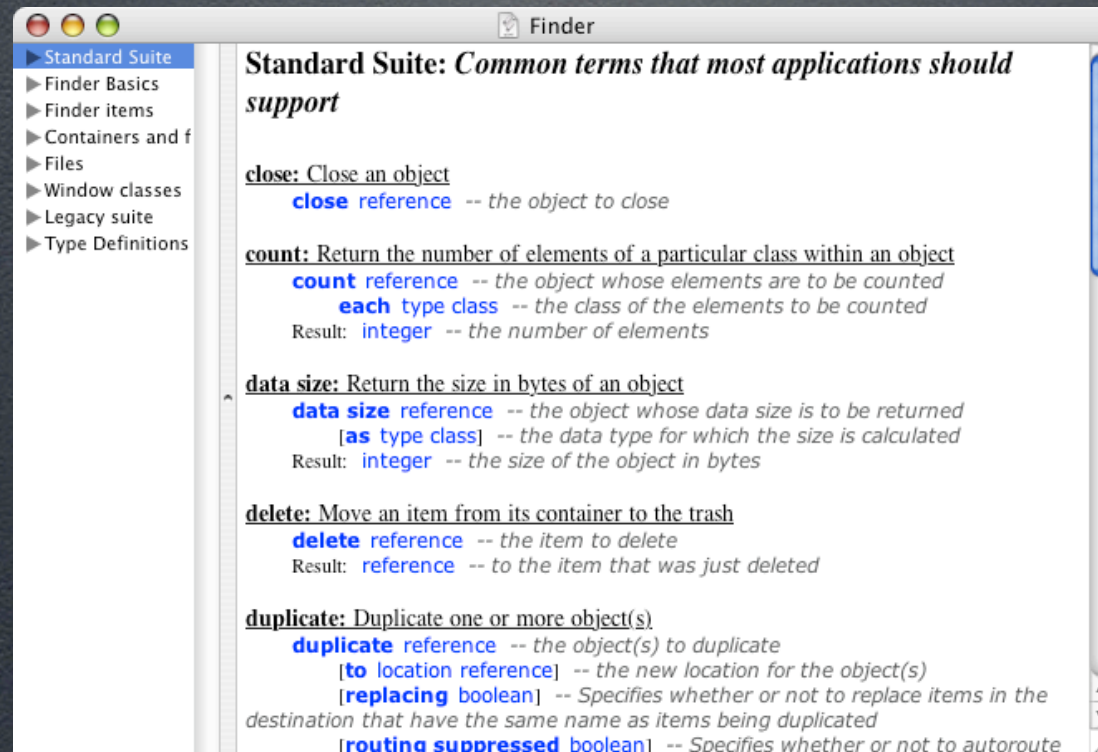 Finder
Standard Suite
Finder Basics
Finder items
Containers and f
Files
Window classes
Legacy suite
Type Definitions
Standard Suite: Common terms that most applications should
support
close: Close an object
close reference -- the object to close
count: Return the number of elements of a particular class within an object
count reference -- the object whose elements are to be counted
each type class -- the class of the elements to be counted
Result: integer -- the number of elements
data size: Return the size in bytes of an object
data size reference -- the object whose data size is to be returned
[as type class] -- the data type for which the size is calculated
Result: integer -- the size of the object in bytes
delete: Move an item from its container to the trash
delete reference -- the item to delete
Result: reference -- to the item that was just deleted
duplicate: Duplicate one or more object(s)
duplicate reference -- the object(s) to duplicate
[to location reference] -- the new location for the object(s)
[replacing boolean] -- Specifies whether or not to replace items in the
destination that have the same name as items being duplicated
[routing suppressed boolean] -- Specifies whether or not to autoroute